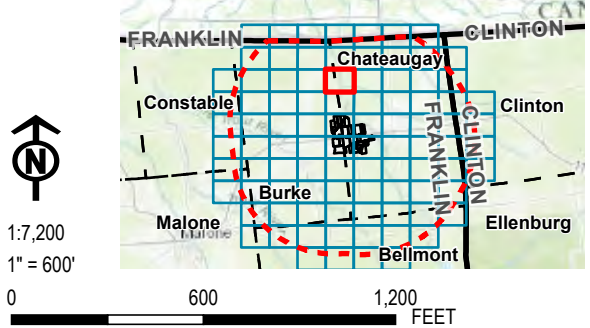 FRANKLIN CLINTON
Chateaugay
Constable
Clinton
FRANKLIN
CLINTON
N
Burke
1:7,200
Malone
Ellenburg
Malone
1" = 600'
Bellmont
0 600 1,200
FEET